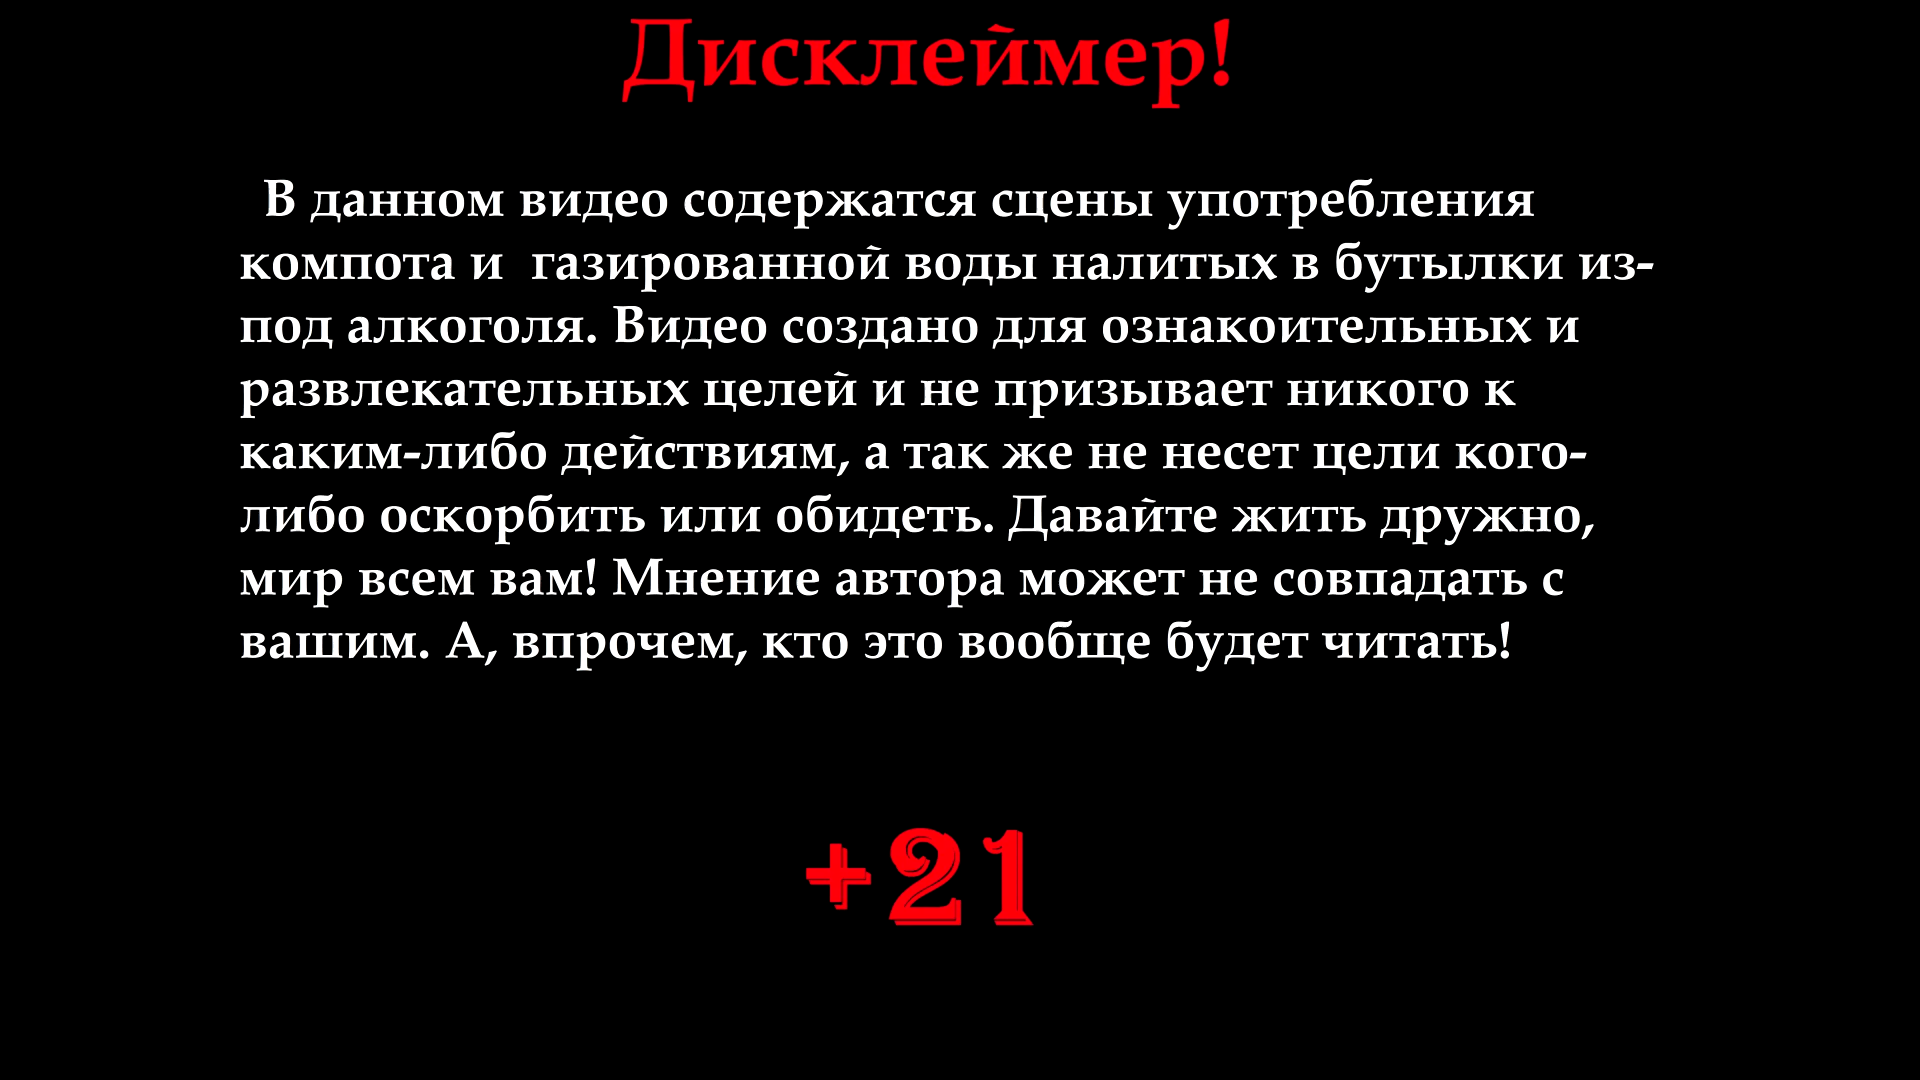 Дисклеймер!
В данном видео содержатся сцены употребления
компота и  газированной воды налитых в бутылки из-
под алкоголя. Видео создано для ознакоительных и
развлекательных целей и не призывает никого к
каким-либо действиям, а так же не несет цели кого-
либо оскорбить или обидеть. Давайте жить дружно,
мир всем вам! Мнение автора может не совпадать с
вашим. А, впрочем, кто это вообще будет читать!
+21